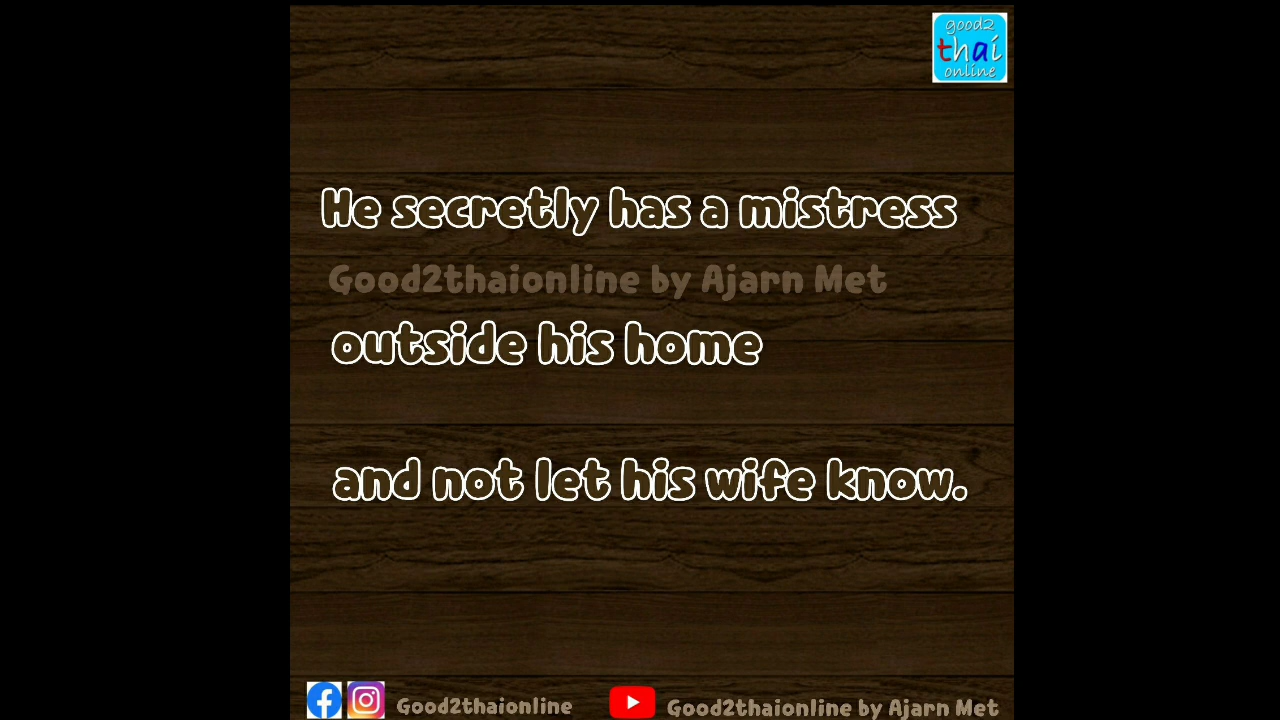 good2
thai
online
He secretly has a mistress
Good2thaionline by Ajarn Met
outside his home
and not let his wife know.
Good2thaionline
Good2thaionline by Ajarn Met